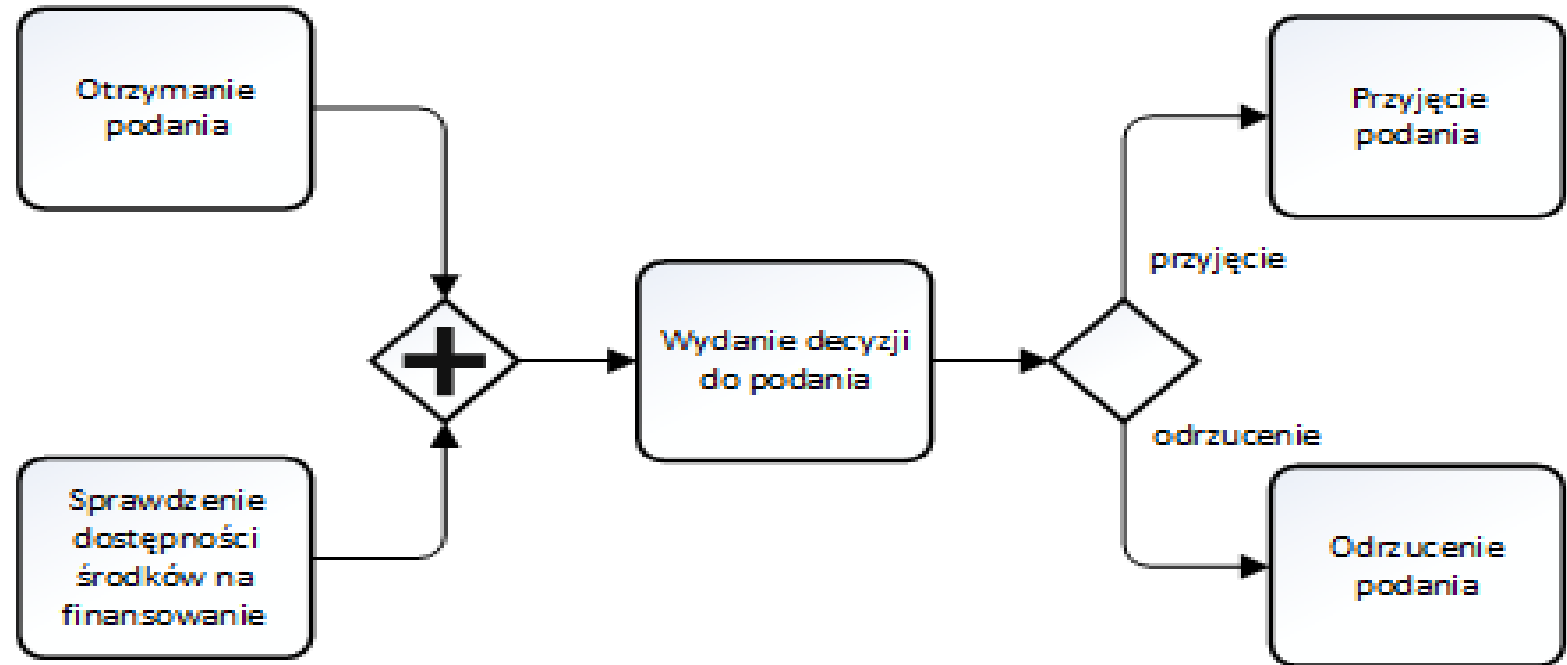 Otrzymanie
podania
Sprawdzenie
dostępności
środków na
finansowanie
Wydanie decyzji
do podania
przyjęcie
odrzucenie
Przyjęcie
podania
Odrzucenie
podania